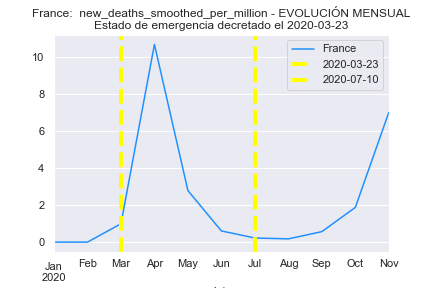 France:  new_deaths_smoothed_per_million - EVOLUCIÓN MENSUAL
Estado de emergencia decretado el 2020-03-23
France
2020-03-23
2020-07-10
10
8
6
4
2
0
Jan Feb Mar Apr May Jun Jul Aug Sep Oct Nov
2020